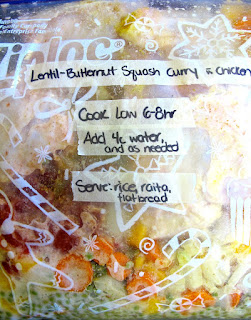 Ziploc®
Lentil-Butternut Squash Curry & Chicken
Cook Low 6-8hr
Add 4c water,
and as needed
Serve: rice, raita,
flatbread